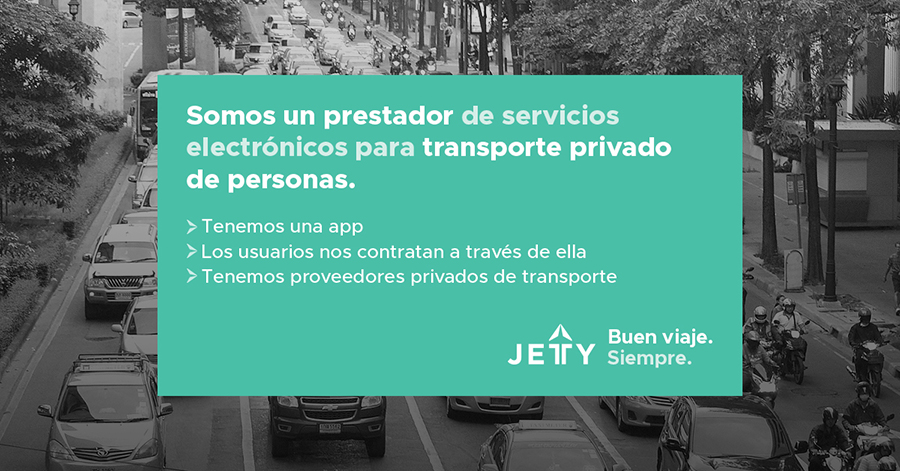 Somos un prestador de servicios
electrónicos para transporte privado
de personas.
Tenemos una app
Los usuarios nos contratan a través de ella
Tenemos proveedores privados de transporte
JETTY
Buen viaje.
Siempre.